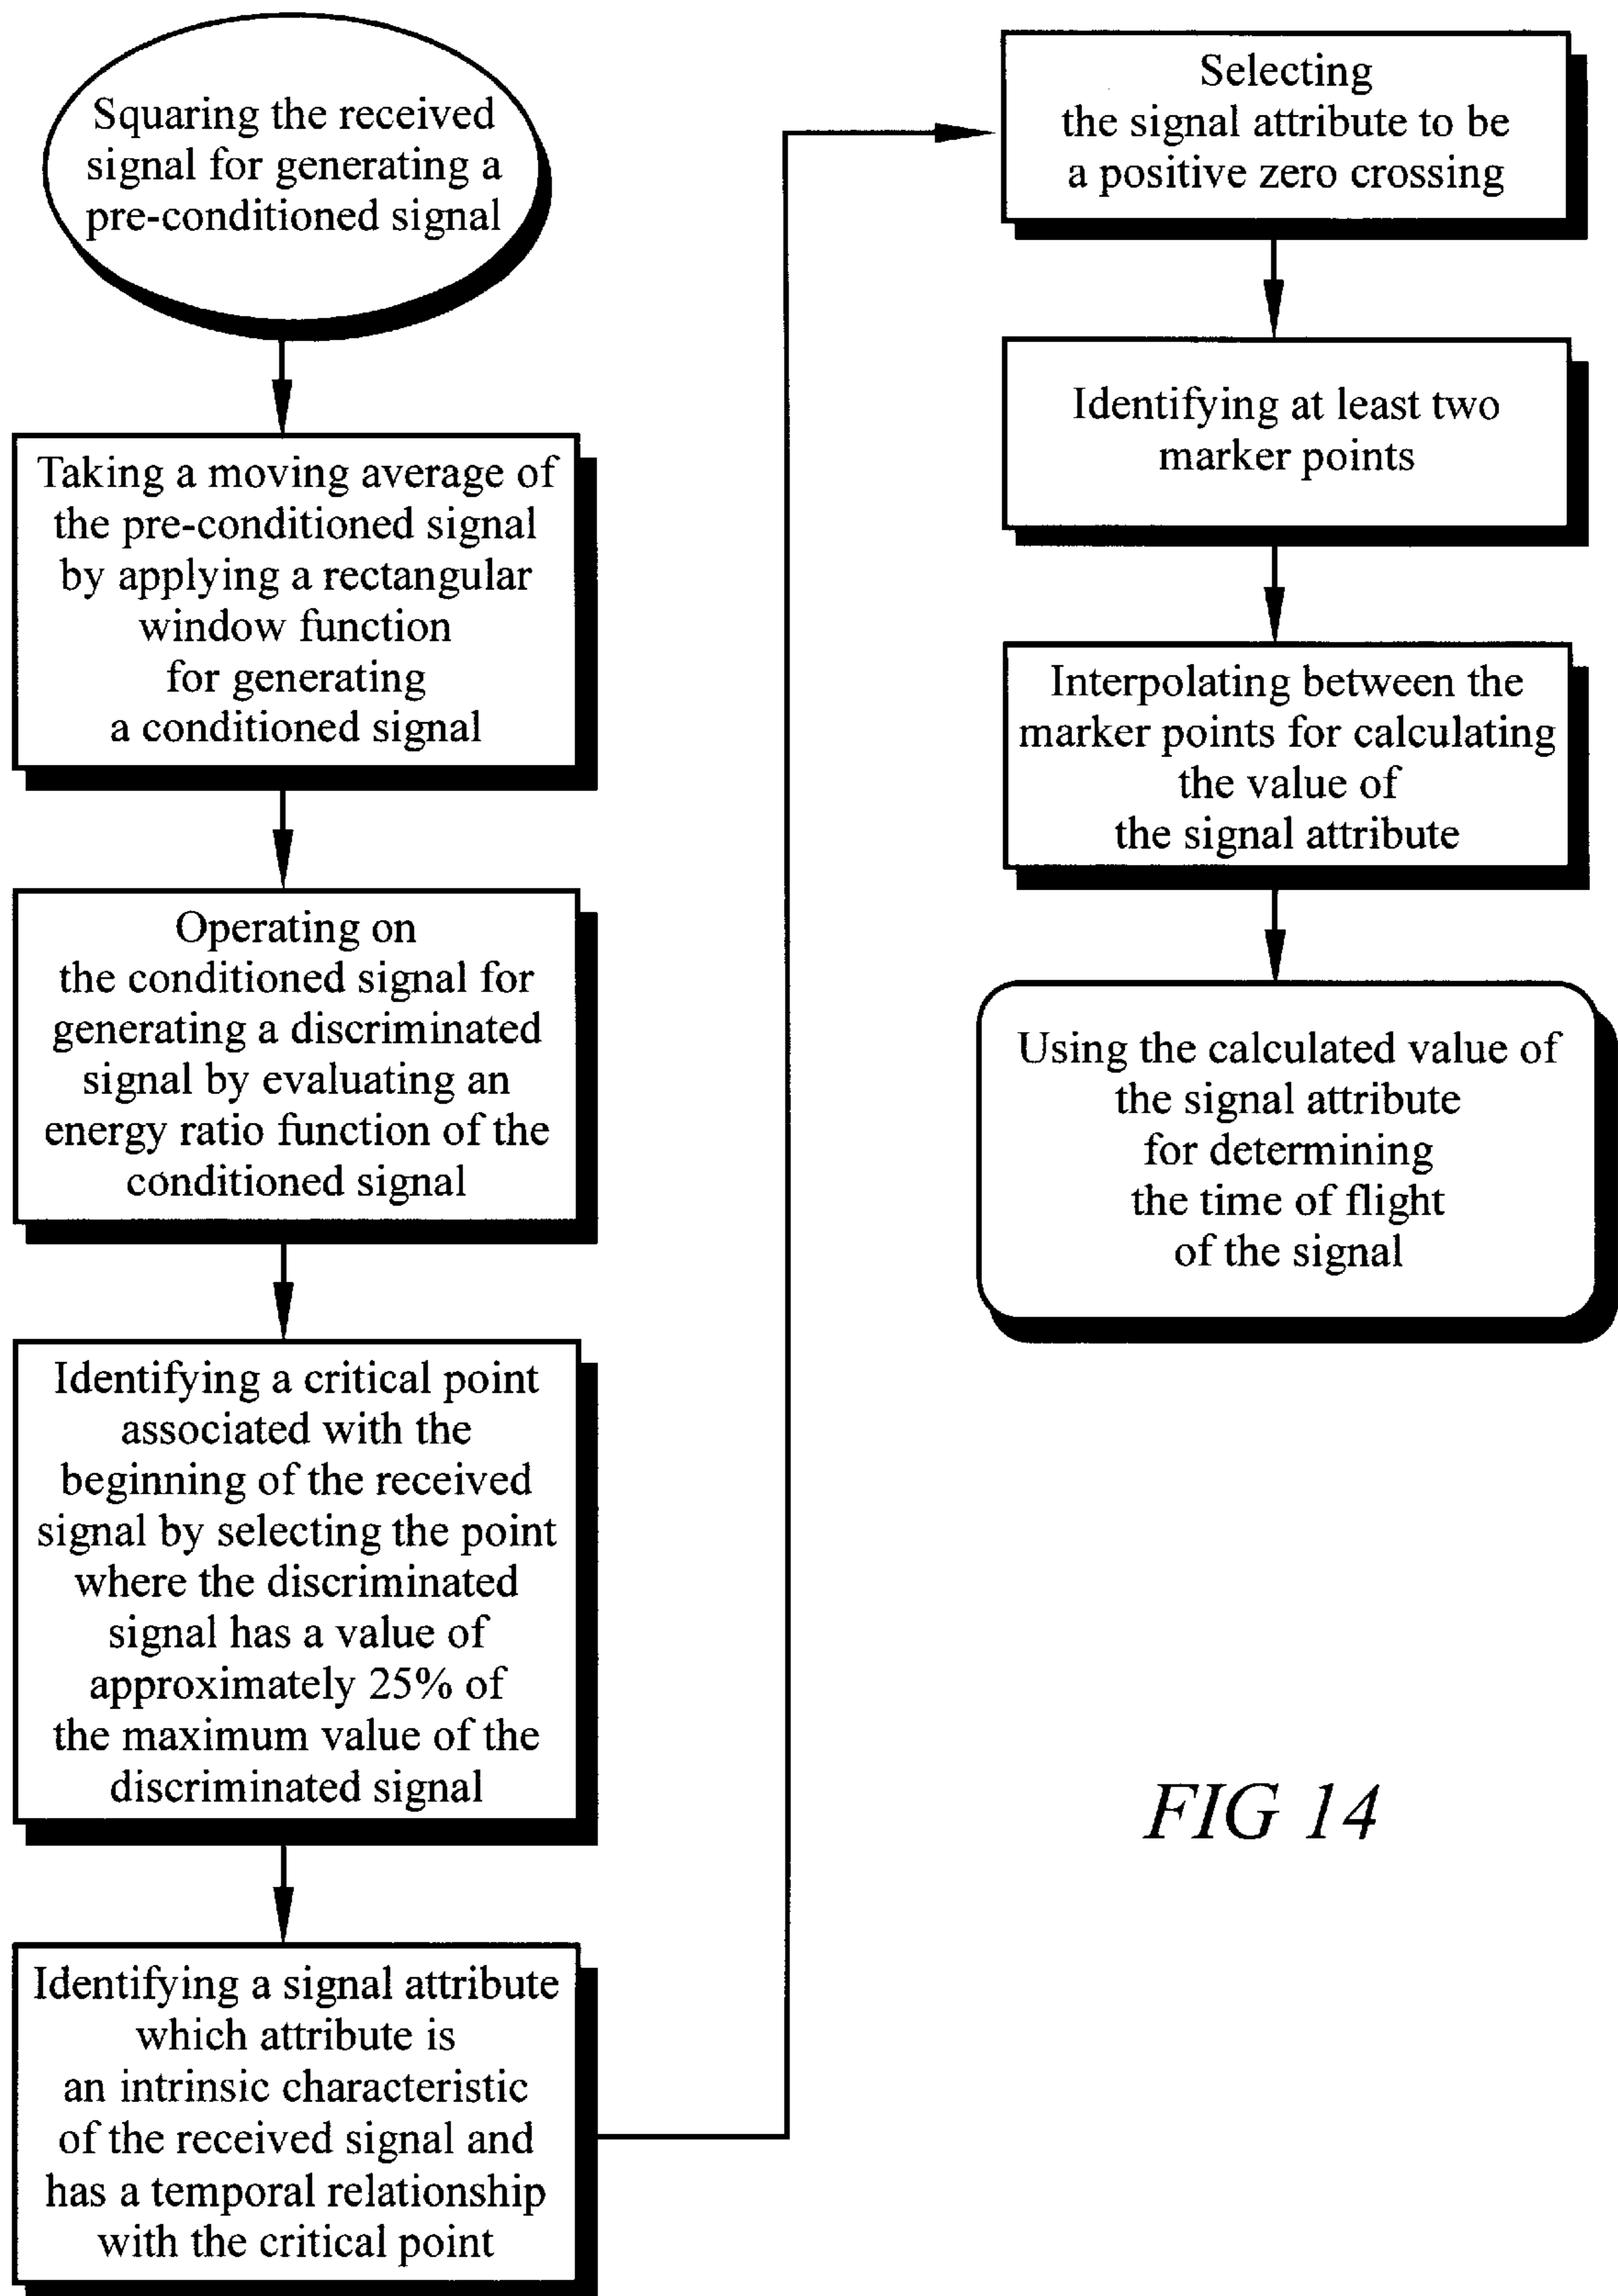 Squaring the received
signal for generating a
pre-conditioned signal
Taking a moving average of
the pre-conditioned signal
by applying a rectangular
window function
for generating
a conditioned signal
Operating on
the conditioned signal for
generating a discriminated
signal by evaluating an
energy ratio function of the
conditioned signal
Identifying a critical point
associated with the
beginning of the received
signal by selecting the point
where the discriminated
signal has a value of
approximately 25% of
the maximum value of the
discriminated signal
Identifying a signal attribute
which attribute is
an intrinsic characteristic
of the received signal and
has a temporal relationship
with the critical point
Selecting
the signal attribute to be
a positive zero crossing
Identifying at least two
marker points
Interpolating between the
marker points for calculating
the value of
the signal attribute
Using the calculated value of
the signal attribute
for determining
the time of flight
of the signal
FIG 14